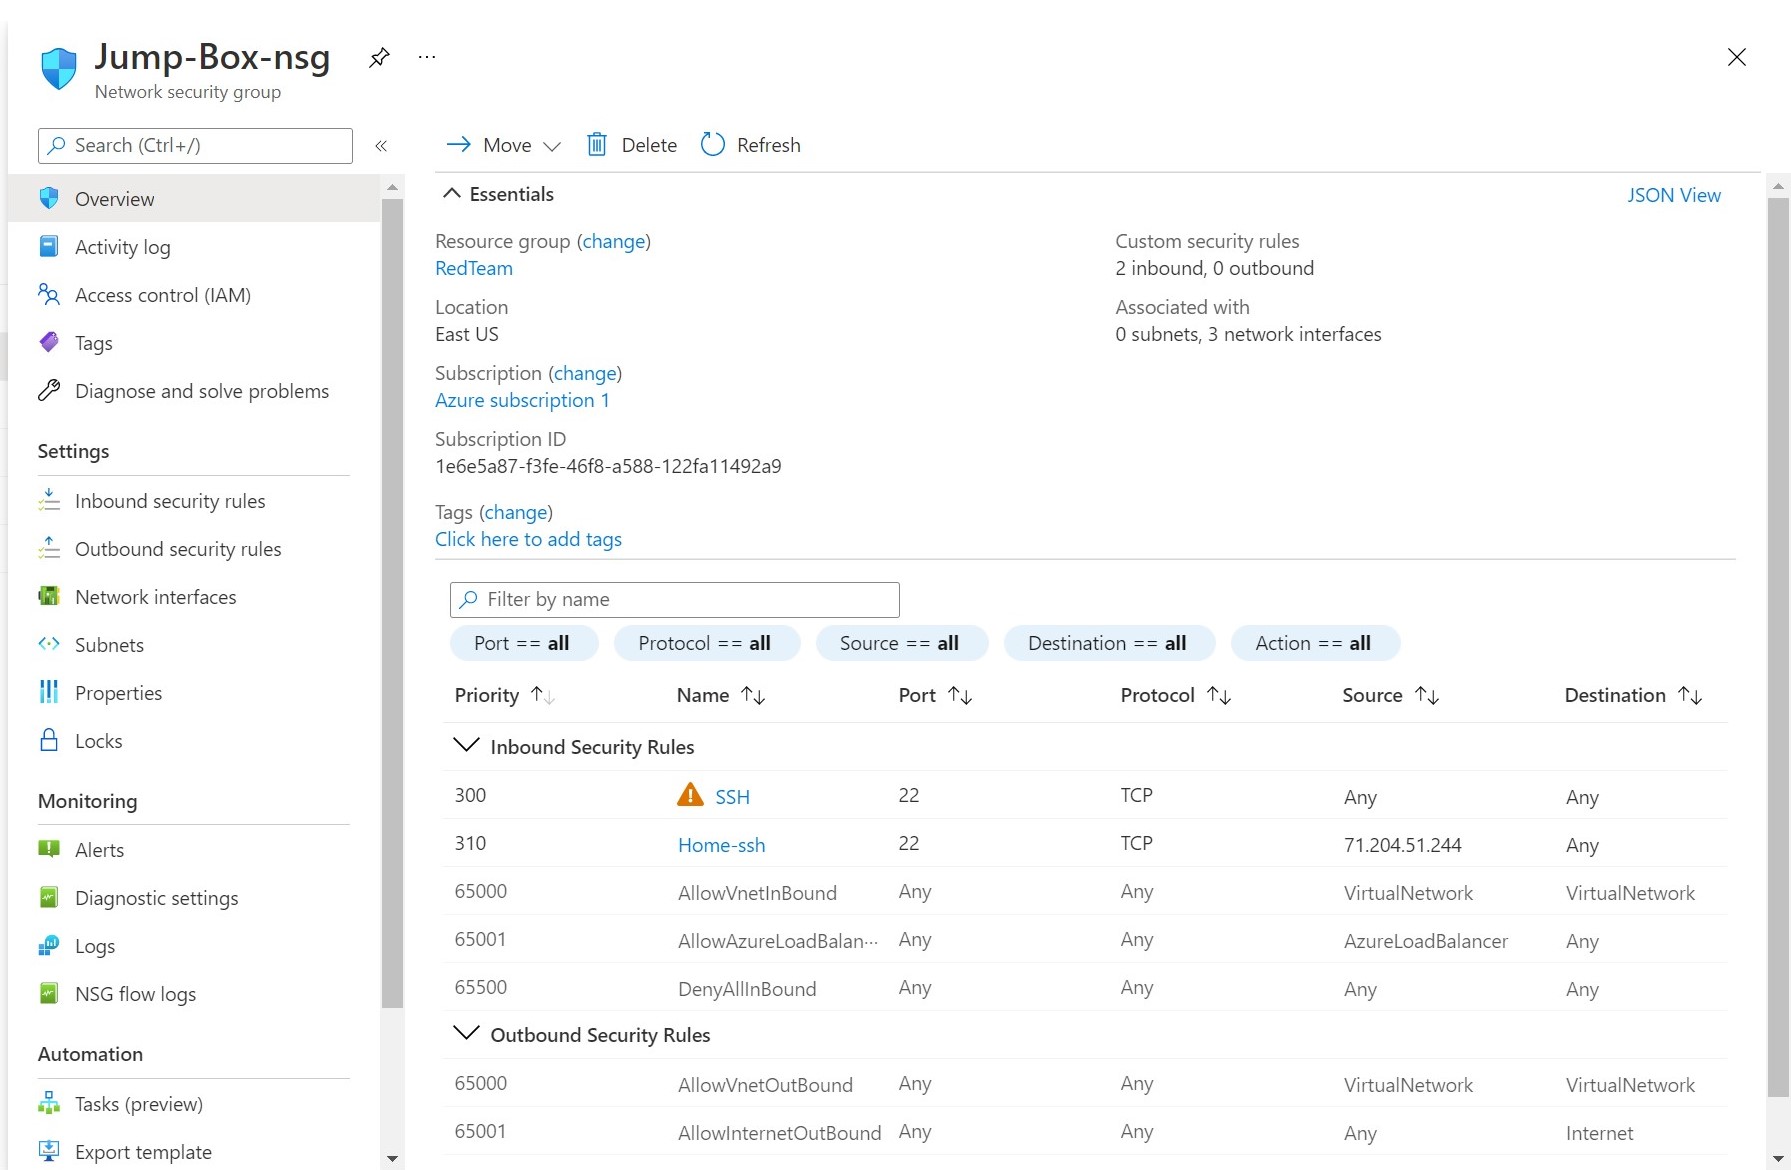 Jump-Box-nsg
Network security group
Search (Ctrl+/)
Overview
Activity log
Access control (IAM)
Tags
Diagnose and solve problems
Settings
Inbound security rules
Outbound security rules
Network interfaces
Subnets
Properties
Locks
Monitoring
Alerts
Diagnostic settings
Logs
NSG flow logs
Automation
Tasks (preview)
Export template
Move Delete Refresh
Essentials JSON View
Resource group (change)
RedTeam
Location
East US
Subscription (change)
Azure subscription 1
Subscription ID
1e6e5a87-f3fe-46f8-a588-122fa11492a9
Tags (change)
Click here to add tags
Custom security rules
2 inbound, 0 outbound
Associated with
0 subnets, 3 network interfaces
Filter by name
Port == all Protocol == all Source == all Destination == all Action == all
Priority Name Port Protocol Source Destination
Inbound Security Rules
300 SSH 22 TCP Any Any
310 Home-ssh 22 TCP 71.204.51.244 Any
65000 AllowVnetInBound Any Any VirtualNetwork VirtualNetwork
65001 AllowAzureLoadBalan... Any Any AzureLoadBalancer Any
65500 DenyAllInBound Any Any Any Any
Outbound Security Rules
65000 AllowVnetOutBound Any Any VirtualNetwork VirtualNetwork
65001 AllowInternetOutBound Any Any Any Internet